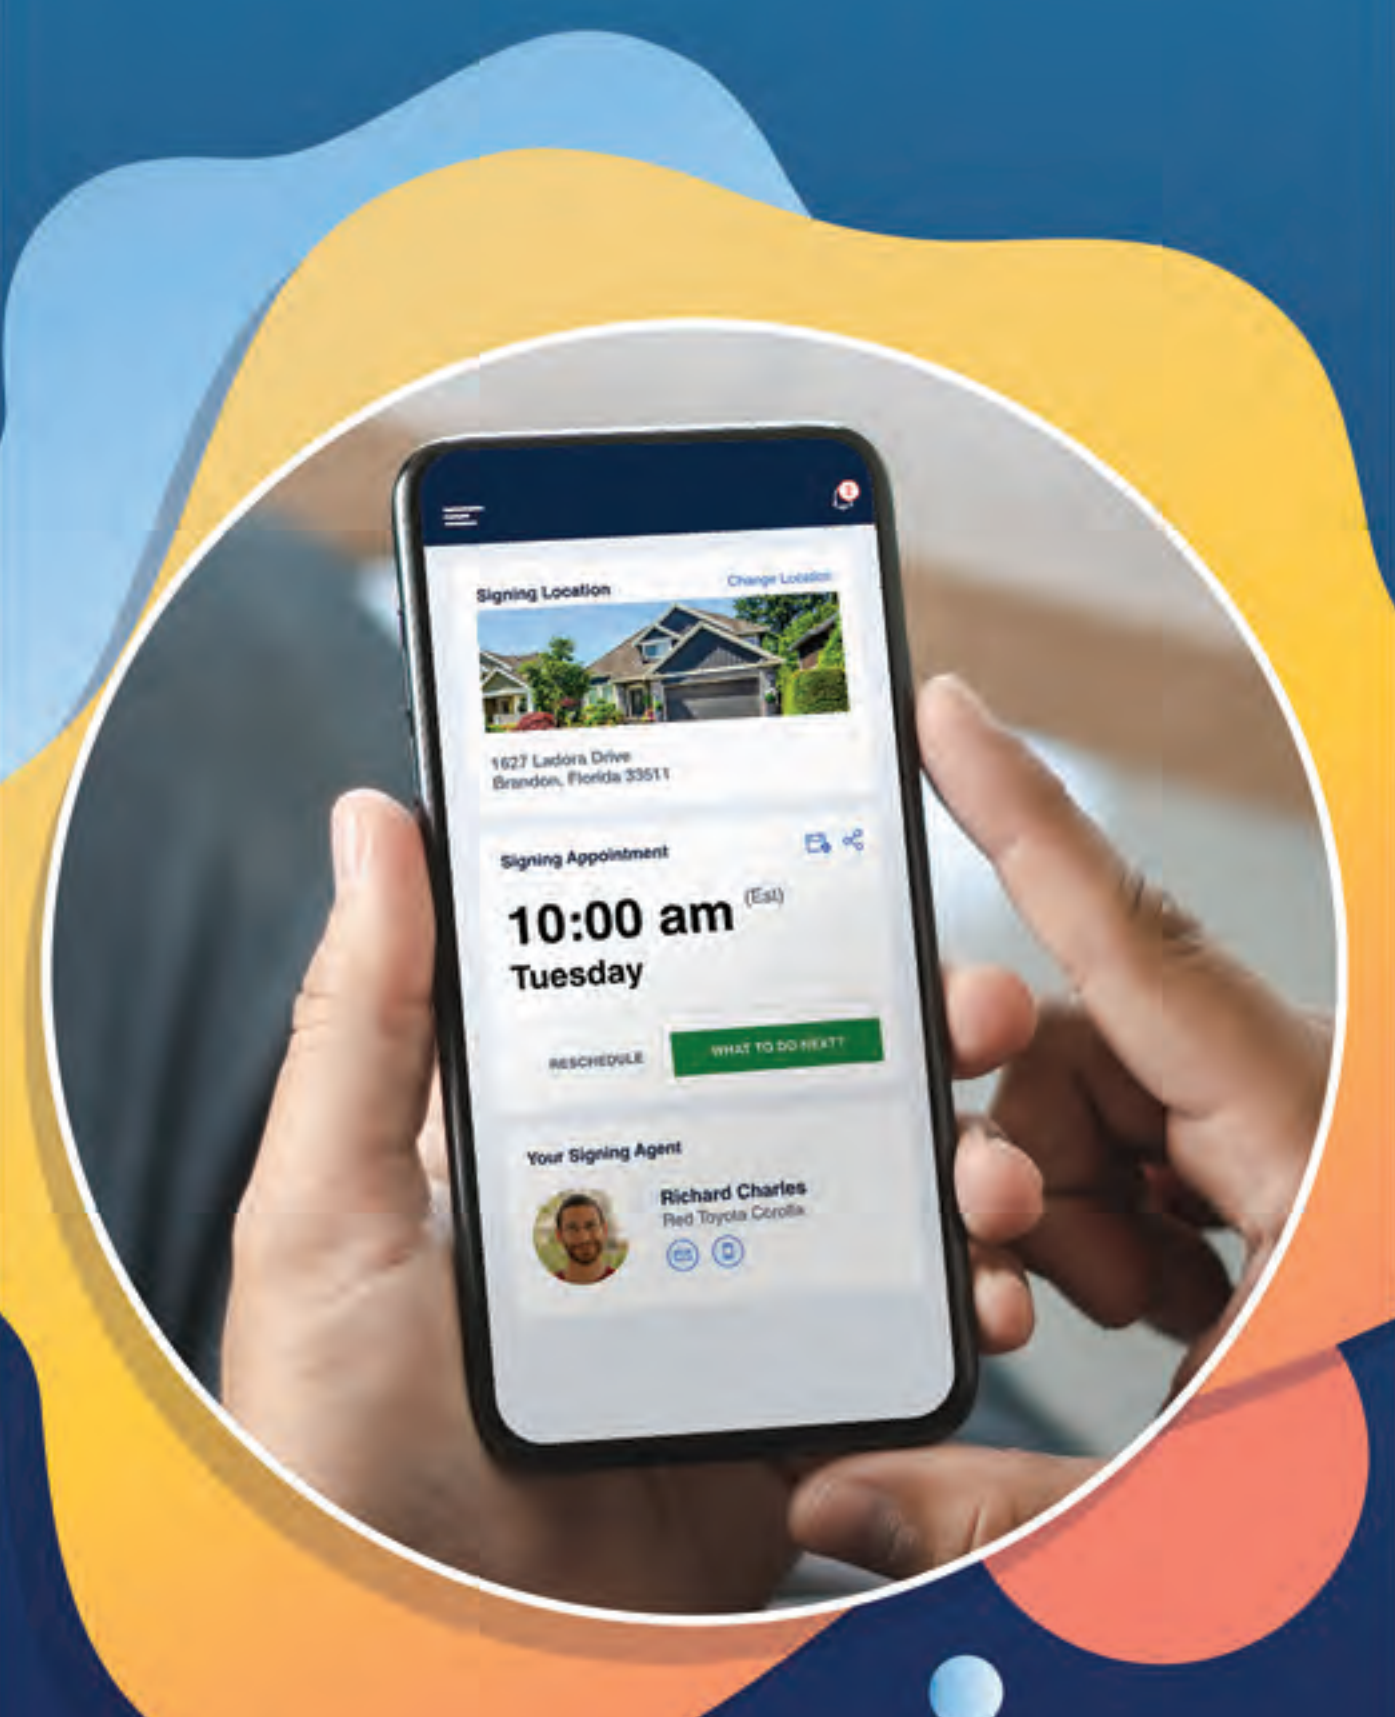 Signing Location
Change Location
1627 Ladora Drive
Brandon, Florida 33511
Signing Appointment
10:00 am (Est)
Tuesday
RESCHEDULE
WHAT TO DO NEXT?
Your Signing Agent
Richard Charles
Red Toyota Corolla